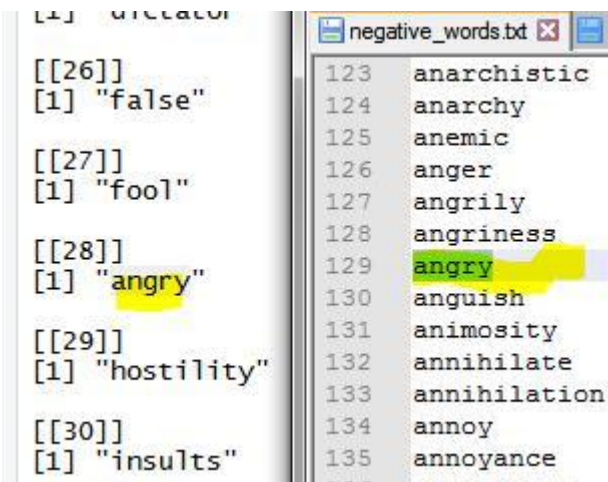 [1] "dictator"
[[26]]
[1] "false"
[[27]]
[1] "fool"
[[28]]
[1] "angry"
[[29]]
[1] "hostility"
[[30]]
[1] "insults"
negative_words.txt
123 anarchistic
124 anarchy
125 anemic
126 anger
127 angrily
128 angriness
129 angry
130 anguish
131 animosity
132 annihilate
133 annihilation
134 annoy
135 annoyance